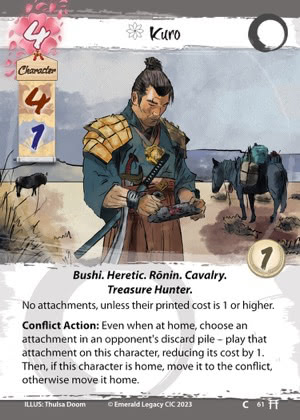 4
Kuro
Character
4
1
1
Bushi. Heretic. Rōnin. Cavalry.
Treasure Hunter.
No attachments, unless their printed cost is 1 or higher.
Conflict Action: Even when at home, choose an
attachment in an opponent's discard pile – play that
attachment on this character, reducing its cost by 1.
Then, if this character is home, move it to the conflict,
otherwise move it home.
ILLUS: Thulsa Doom
© Emerald Legacy CIC 2023
C 61